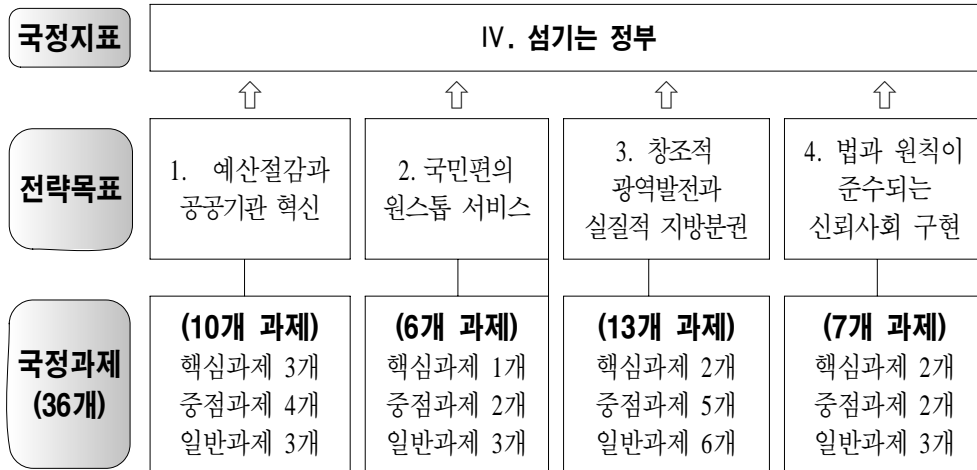 국정지표
Ⅳ. 섬기는 정부
⇧ ⇧ ⇧ ⇧
전략목표
1. 예산절감과
공공기관 혁신
2. 국민편의
원스톱 서비스
3. 창조적
광역발전과
실질적 지방분권
4. 법과 원칙이
준수되는
신뢰사회 구현
국정과제
(36개)
(10개 과제)
핵심과제 3개
중점과제 4개
일반과제 3개
(6개 과제)
핵심과제 1개
중점과제 2개
일반과제 3개
(13개 과제)
핵심과제 2개
중점과제 5개
일반과제 6개
(7개 과제)
핵심과제 2개
중점과제 2개
일반과제 3개